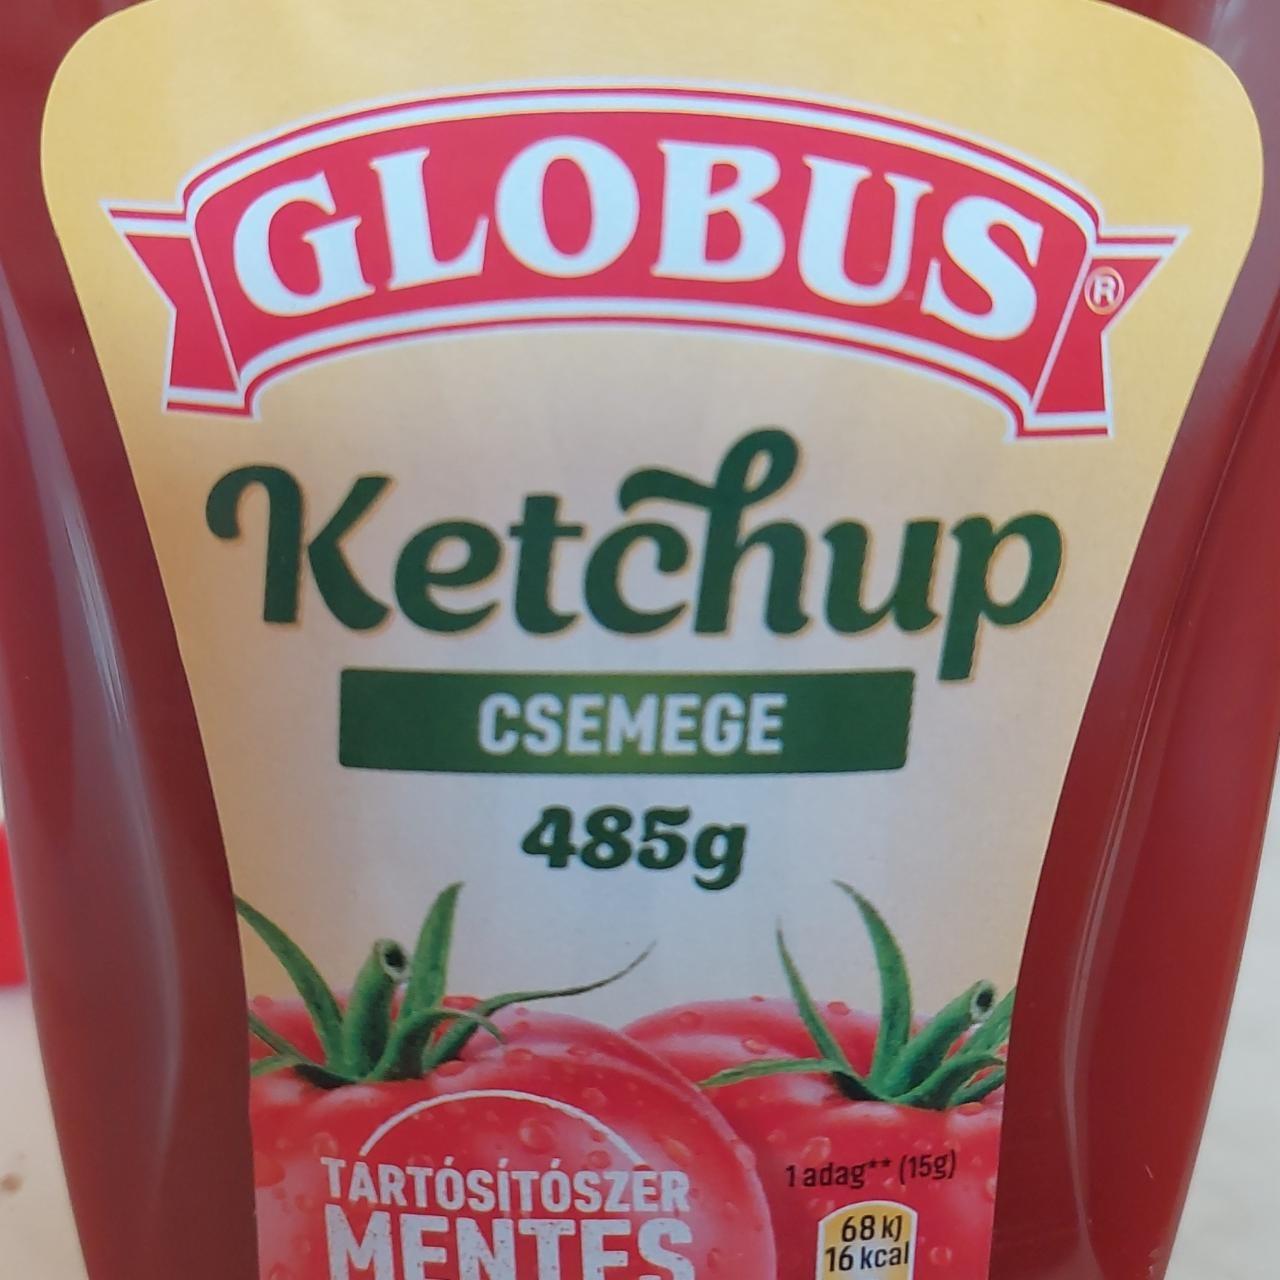 GLOBUS®
Ketchup
CSEMEGE
485g
TARTÓSÍTÓSZER
MENTES
1 adag** (15g)
68 kJ
16 kcal